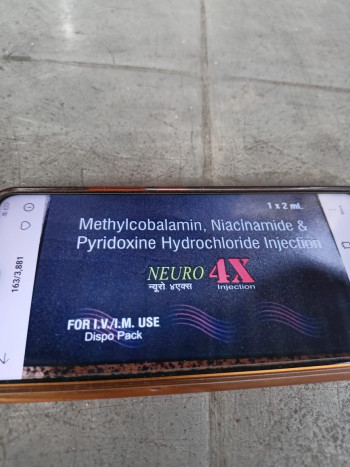 163/3,881
1 x 2 mL
Methylcobalamin, Niacinamide &
Pyridoxine Hydrochloride Injection
NEURO 4X
न्यूरो ४एक्स Injection
FOR I.V./I.M. USE
Dispo Pack